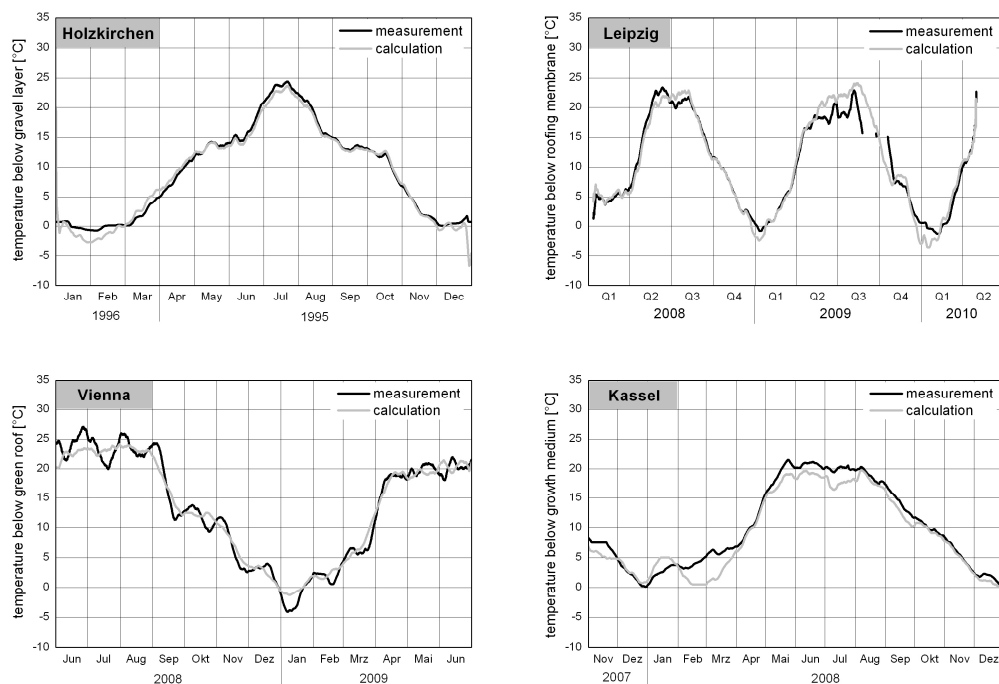 Holzkirchen
measurement
calculation
temperature below gravel layer [°C]
35
30
25
20
15
10
5
0
-5
-10
Jan Feb Mar Apr May Jun Jul Aug Sep Oct Nov Dec
1996 1995
Leipzig
measurement
calculation
temperature below roofing membrane [°C]
35
30
25
20
15
10
5
0
-5
-10
Q1 Q2 Q3 Q4 Q1 Q2 Q3 Q4 Q1 Q2
2008 2009 2010
Vienna
measurement
calculation
temperature below green roof [°C]
35
30
25
20
15
10
5
0
-5
-10
Jun Jul Aug Sep Okt Nov Dez Jan Feb Mrz Apr Mai Jun
2008 2009
Kassel
measurement
calculation
temperature below growth medium [°C]
35
30
25
20
15
10
5
0
-5
-10
Nov Dez Jan Feb Mrz Apr Mai Jun Jul Aug Sep Okt Nov Dez
2007 2008